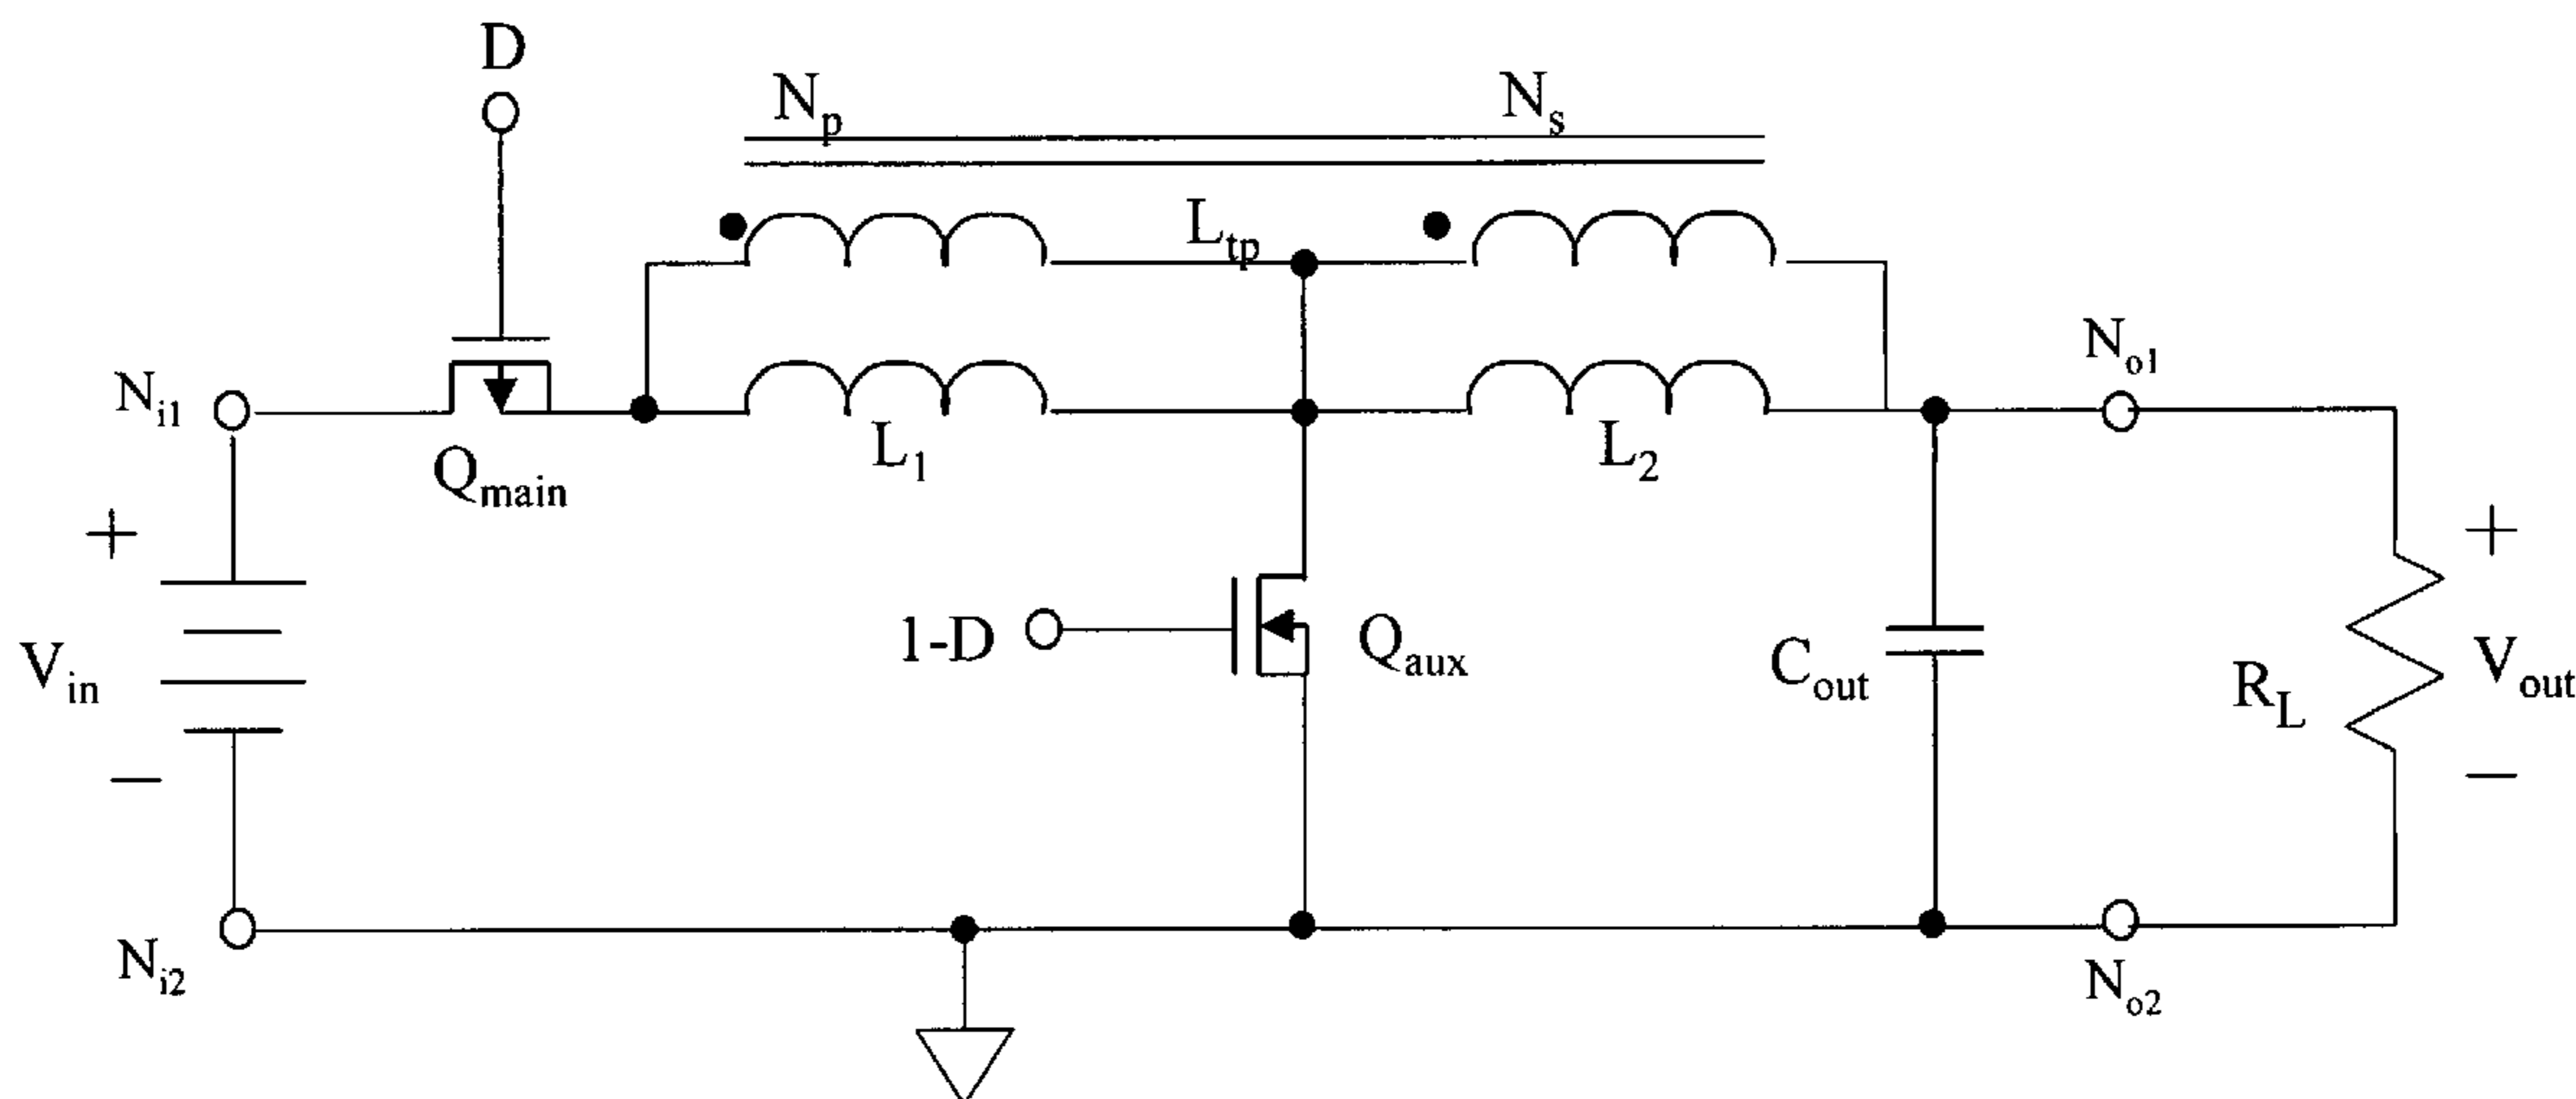 D
Np
Ns
Ltp
Ni1
No1
L1
L2
Qmain
+
+
1-D
Qaux
Vin
Cout
RL
Vout
−
−
Ni2
No2